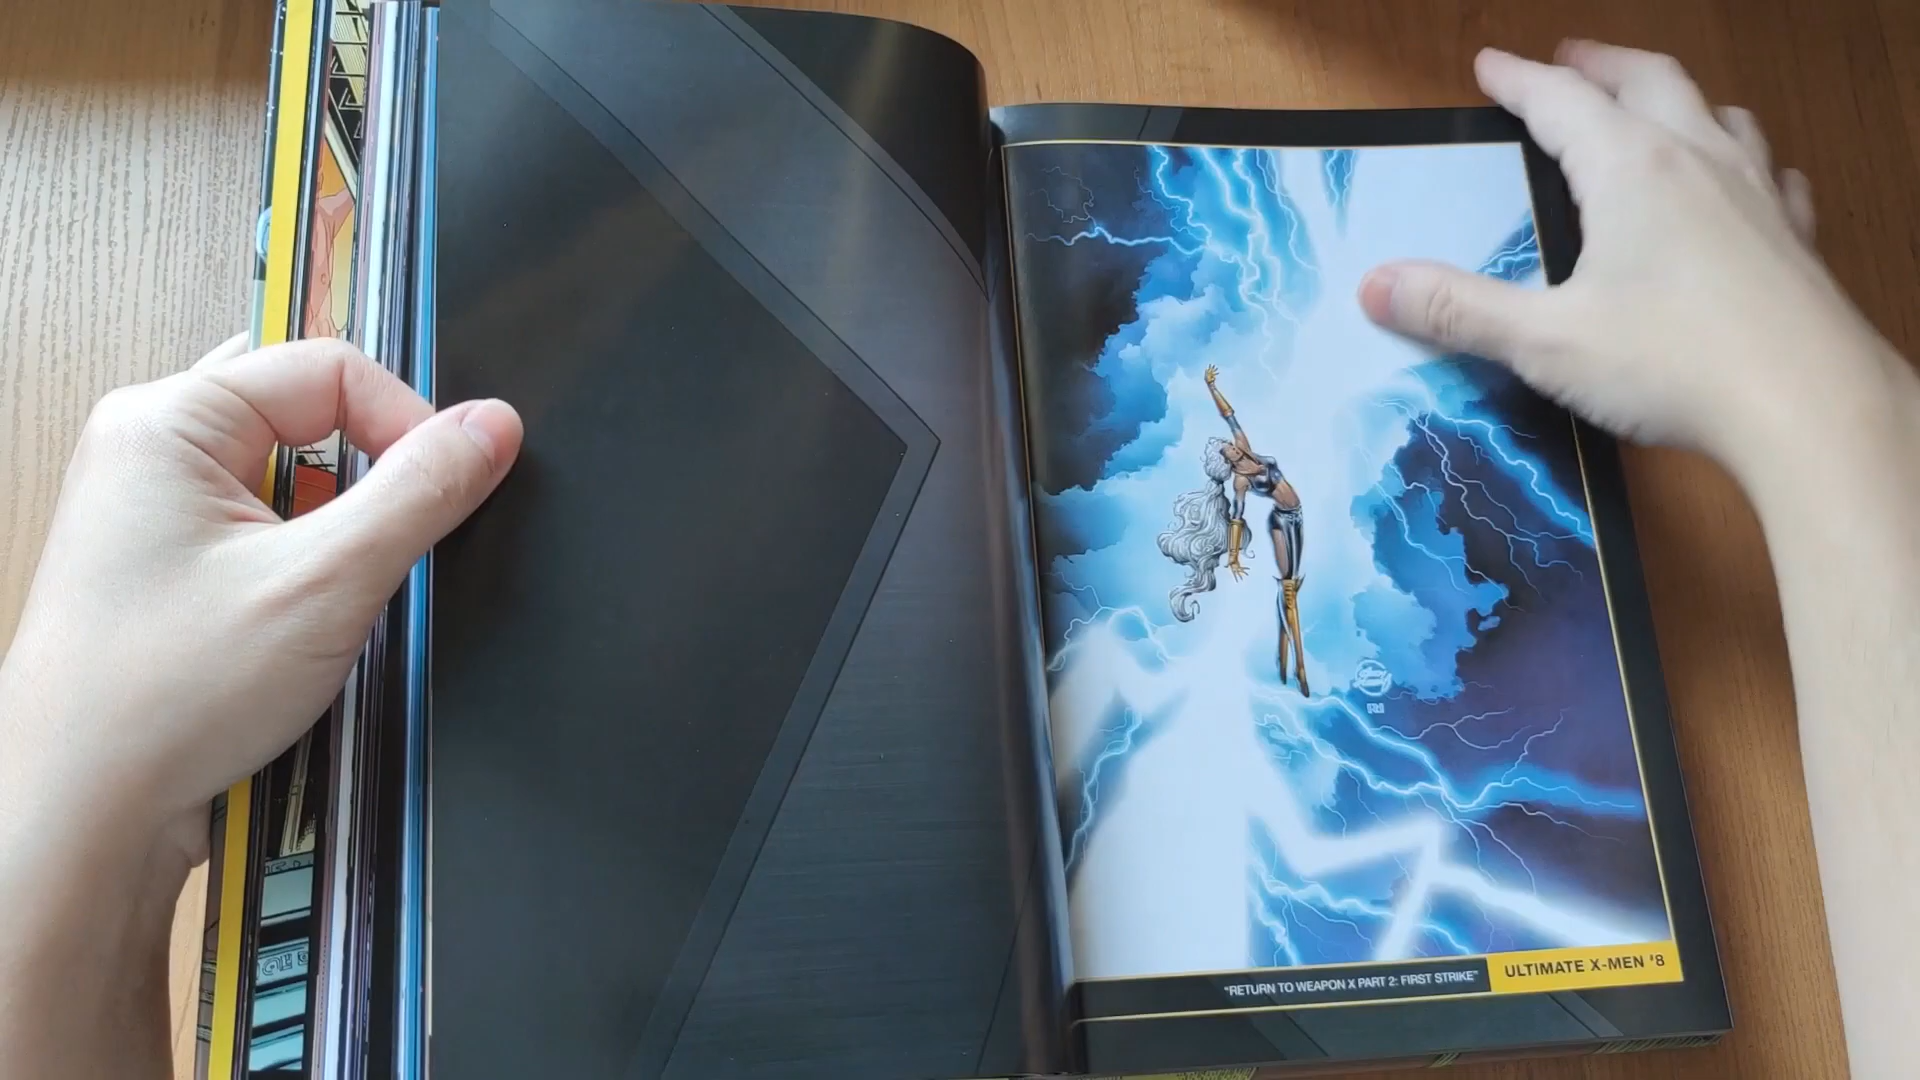 "RETURN TO WEAPON X PART 2: FIRST STRIKE"
ULTIMATE X-MEN #8